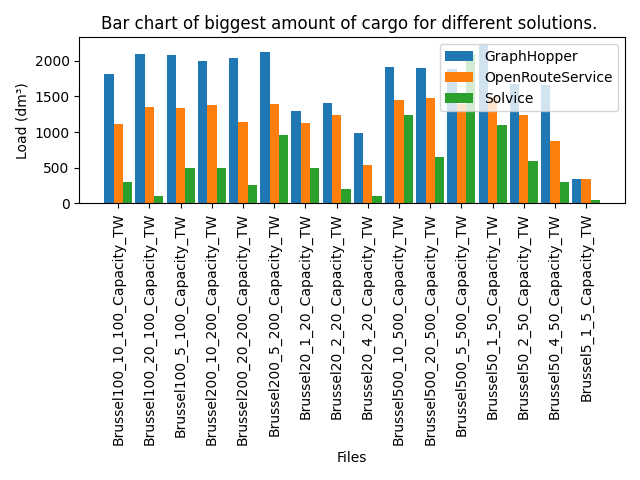 Bar chart of biggest amount of cargo for different solutions.
Load (dm³)
2000
1500
1000
500
0
GraphHopper
OpenRouteService
Solvice
Brussel100_10_100_Capacity_TW
Brussel100_20_100_Capacity_TW
Brussel100_5_100_Capacity_TW
Brussel200_10_200_Capacity_TW
Brussel200_20_200_Capacity_TW
Brussel200_5_200_Capacity_TW
Brussel20_1_20_Capacity_TW
Brussel20_2_20_Capacity_TW
Brussel20_4_20_Capacity_TW
Brussel500_10_500_Capacity_TW
Brussel500_20_500_Capacity_TW
Brussel500_5_500_Capacity_TW
Brussel50_1_50_Capacity_TW
Brussel50_2_50_Capacity_TW
Brussel50_4_50_Capacity_TW
Brussel5_1_5_Capacity_TW
Files